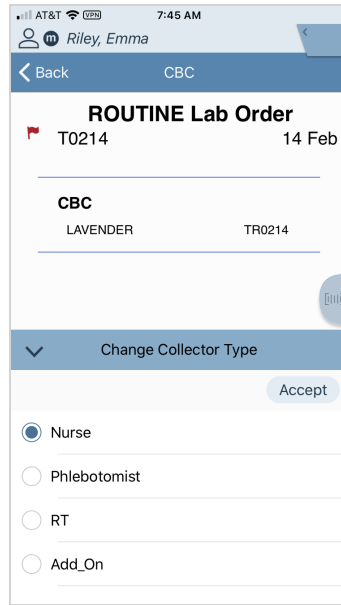 AT&T VPN 7:45 AM
m Riley, Emma
Back CBC
ROUTINE Lab Order
T0214 14 Feb
CBC
LAVENDER TR0214
Change Collector Type
Accept
Nurse
Phlebotomist
RT
Add_On